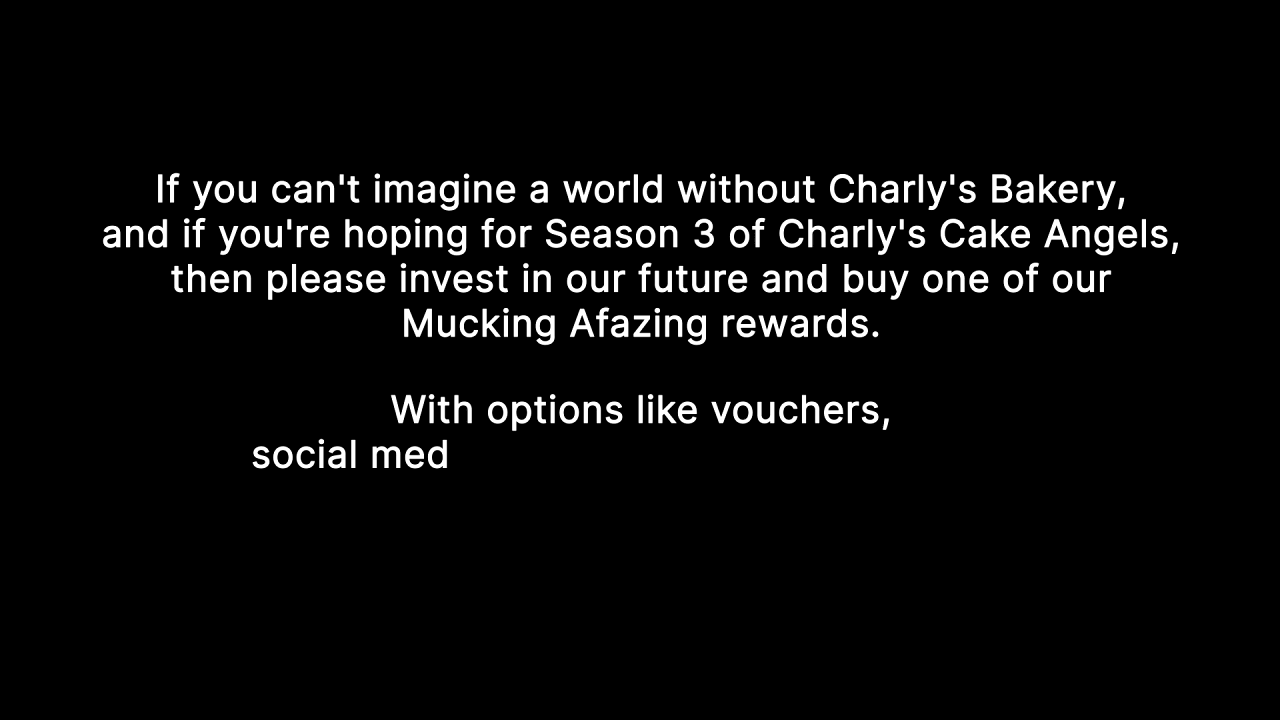 If you can't imagine a world without Charly's Bakery,
and if you're hoping for Season 3 of Charly's Cake Angels,
then please invest in our future and buy one of our
Mucking Afazing rewards.
With options like vouchers,
social med